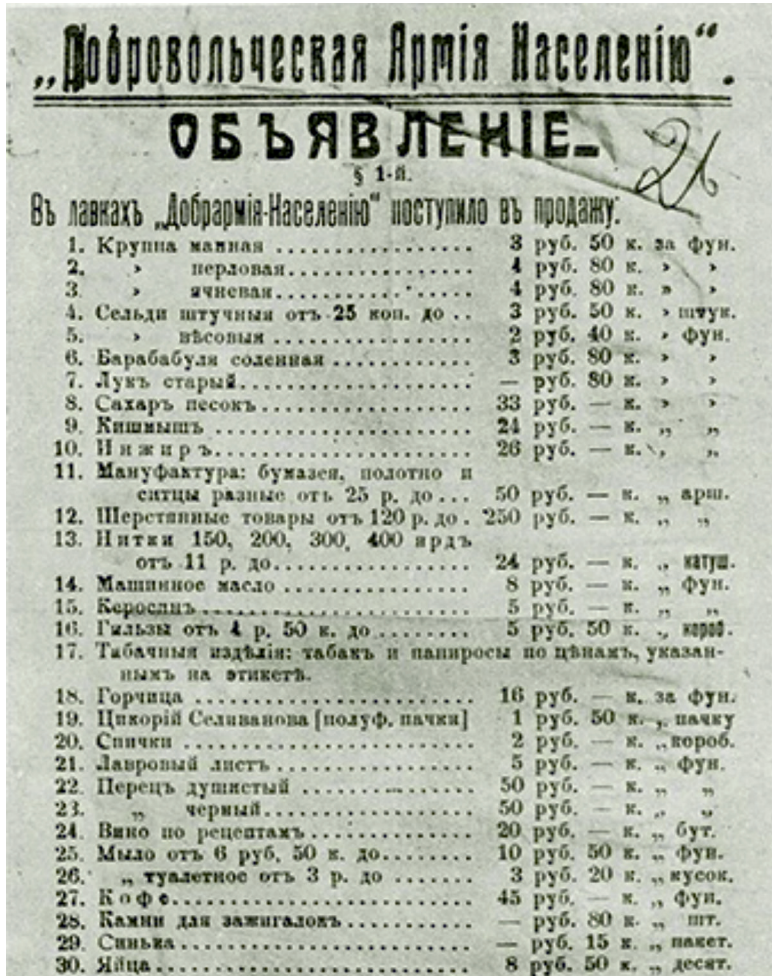 „Добровольческая Армія Населенію“.
ОБЪЯВЛЕНІЕ
21
§ 1-й.
Въ лавкахъ „Добрармія-Населенію“ поступило въ продажу:
1. Круппа манная ................. 3 руб. 50 к. за фун.
2. › перловая................ 4 руб. 80 к. › ›
3. › ячневая................ 4 руб. 80 к. » ›
4. Сельди штучныя отъ 25 коп. до .. 3 руб. 50 к. › штук.
5. › вѣсовыя ................ 2 руб. 40 к. › фун.
6. Барабабуля соленная ............ 3 руб. 80 к. › ›
7. Лукъ старый.................... — руб. 80 к. › ›
8. Сахаръ песокъ.................. 33 руб. — к. › ›
9. Кишмышъ ..................... 24 руб. — к. „ „
10. Инжиръ...................... 26 руб. — к. „ „
11. Мануфактура: бумазея, полотно и
ситцы разные отъ 25 р. до... 50 руб. — к. „ арш.
12. Шерстянные товары отъ 120 р. до. 250 руб. — к. „ „
13. Нитки 150, 200, 300, 400 ярдъ
отъ 11 р. до.............. 24 руб. — к. „ катуш.
14. Машинное масло ............... 8 руб. — к. „ фун.
15. Керосинъ..................... 5 руб. — к. „ „
16. Гильзы отъ 4 р. 50 к. до........ 5 руб. 50 к. „ короб.
17. Табачныя издѣлія: табак и папиросы по цѣнамъ, указан-
нымъ на этикетѣ.
18. Горчица ...................... 16 руб. — к. за фун.
19. Цикорій Селиванова [полуф. пачки] 1 руб. 50 к. „ пачку
20. Спички ....................... 2 руб. — к. „ короб.
21. Лавровый листъ ............... 5 руб. — к. „ фун.
22. Перецъ душистый .............. 50 руб. — к. „ „
23. „ черный................. 50 руб. — к. „ „
24. Вино по рецептамъ............. 20 руб. — к. „ бут.
25. Мыло отъ 6 руб. 50 к. до....... 10 руб. 50 к. „ фун.
26. „ туалетное отъ 3 р. до ....... 3 руб. 20 к. „ кусок.
27. Кофе......................... 45 руб. — к. „ фун.
28. Камни для зажигалокъ........... — руб. 80 к. „ шт.
29. Синька........................ — руб. 15 к. „ пакет.
30. Яйца.......................... 8 руб. 50 к. „ десят.